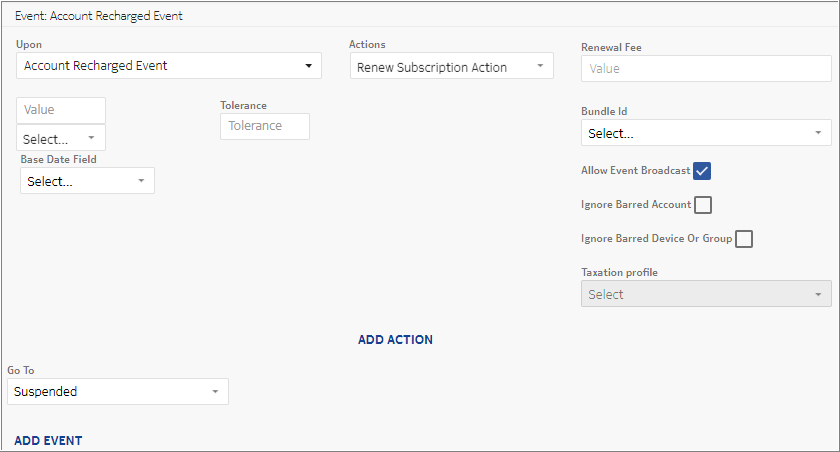 Event: Account Recharged Event
Upon
Account Recharged Event
Actions
Renew Subscription Action
Renewal Fee
Value
Value
Select...
Tolerance
Tolerance
Base Date Field
Select...
Bundle Id
Select...
Allow Event Broadcast
Ignore Barred Account
Ignore Barred Device Or Group
Taxation profile
Select
ADD ACTION
Go To
Suspended
ADD EVENT